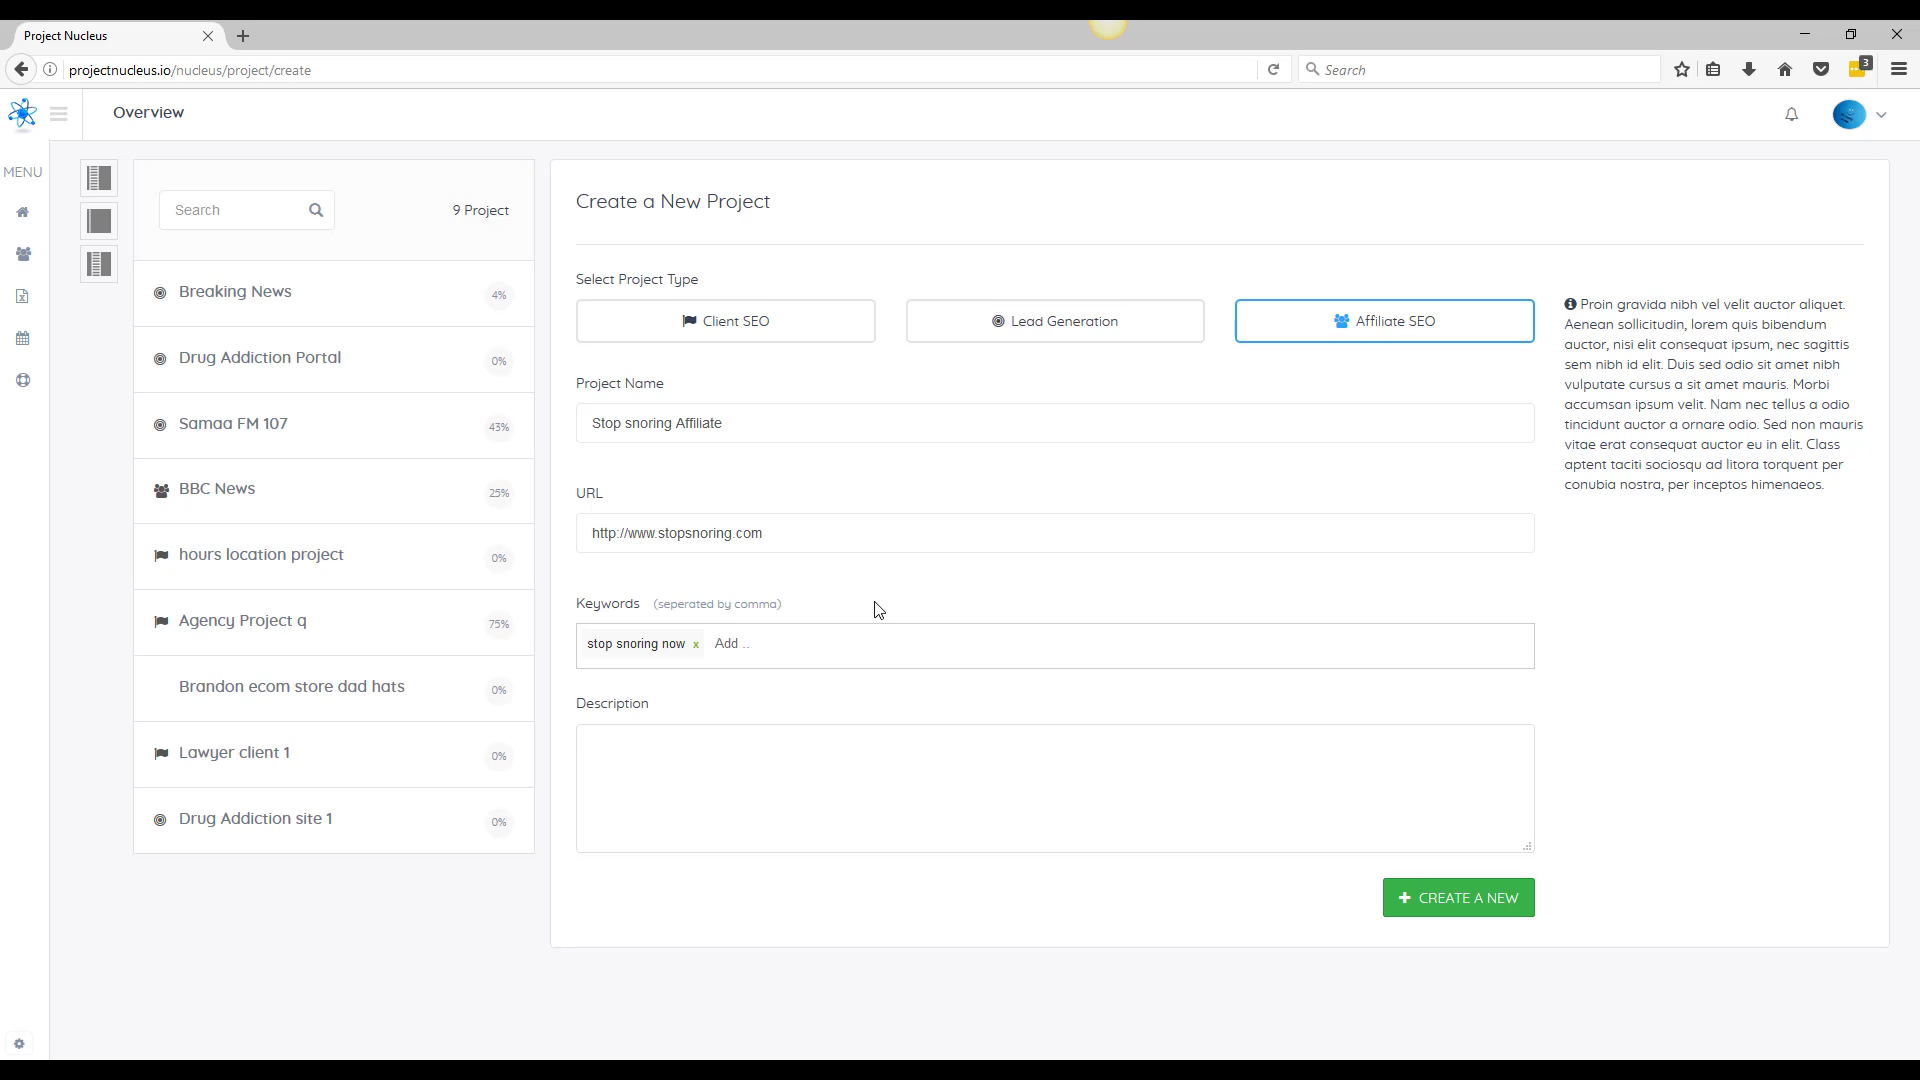 Project Nucleus
projectnucleus.io/nucleus/project/create
Search
3
Overview
MENU
Search
9 Project
Breaking News
4%
Drug Addiction Portal
0%
Samaa FM 107
43%
BBC News
25%
hours location project
0%
Agency Project q
75%
Brandon ecom store dad hats
0%
Lawyer client 1
0%
Drug Addiction site 1
0%
Create a New Project
Select Project Type
Client SEO
Lead Generation
Affiliate SEO
Project Name
Stop snoring Affiliate
URL
http://www.stopsnoring.com
Keywords (seperated by comma)
stop snoring now x Add ..
Description
CREATE A NEW
Proin gravida nibh vel velit auctor aliquet.
Aenean sollicitudin, lorem quis bibendum
auctor, nisi elit consequat ipsum, nec sagittis
sem nibh id elit. Duis sed odio sit amet nibh
vulputate cursus a sit amet mauris. Morbi
accumsan ipsum velit. Nam nec tellus a odio
tincidunt auctor a ornare odio. Sed non mauris
vitae erat consequat auctor eu in elit. Class
aptent taciti sociosqu ad litora torquent per
conubia nostra, per inceptos himenaeos.